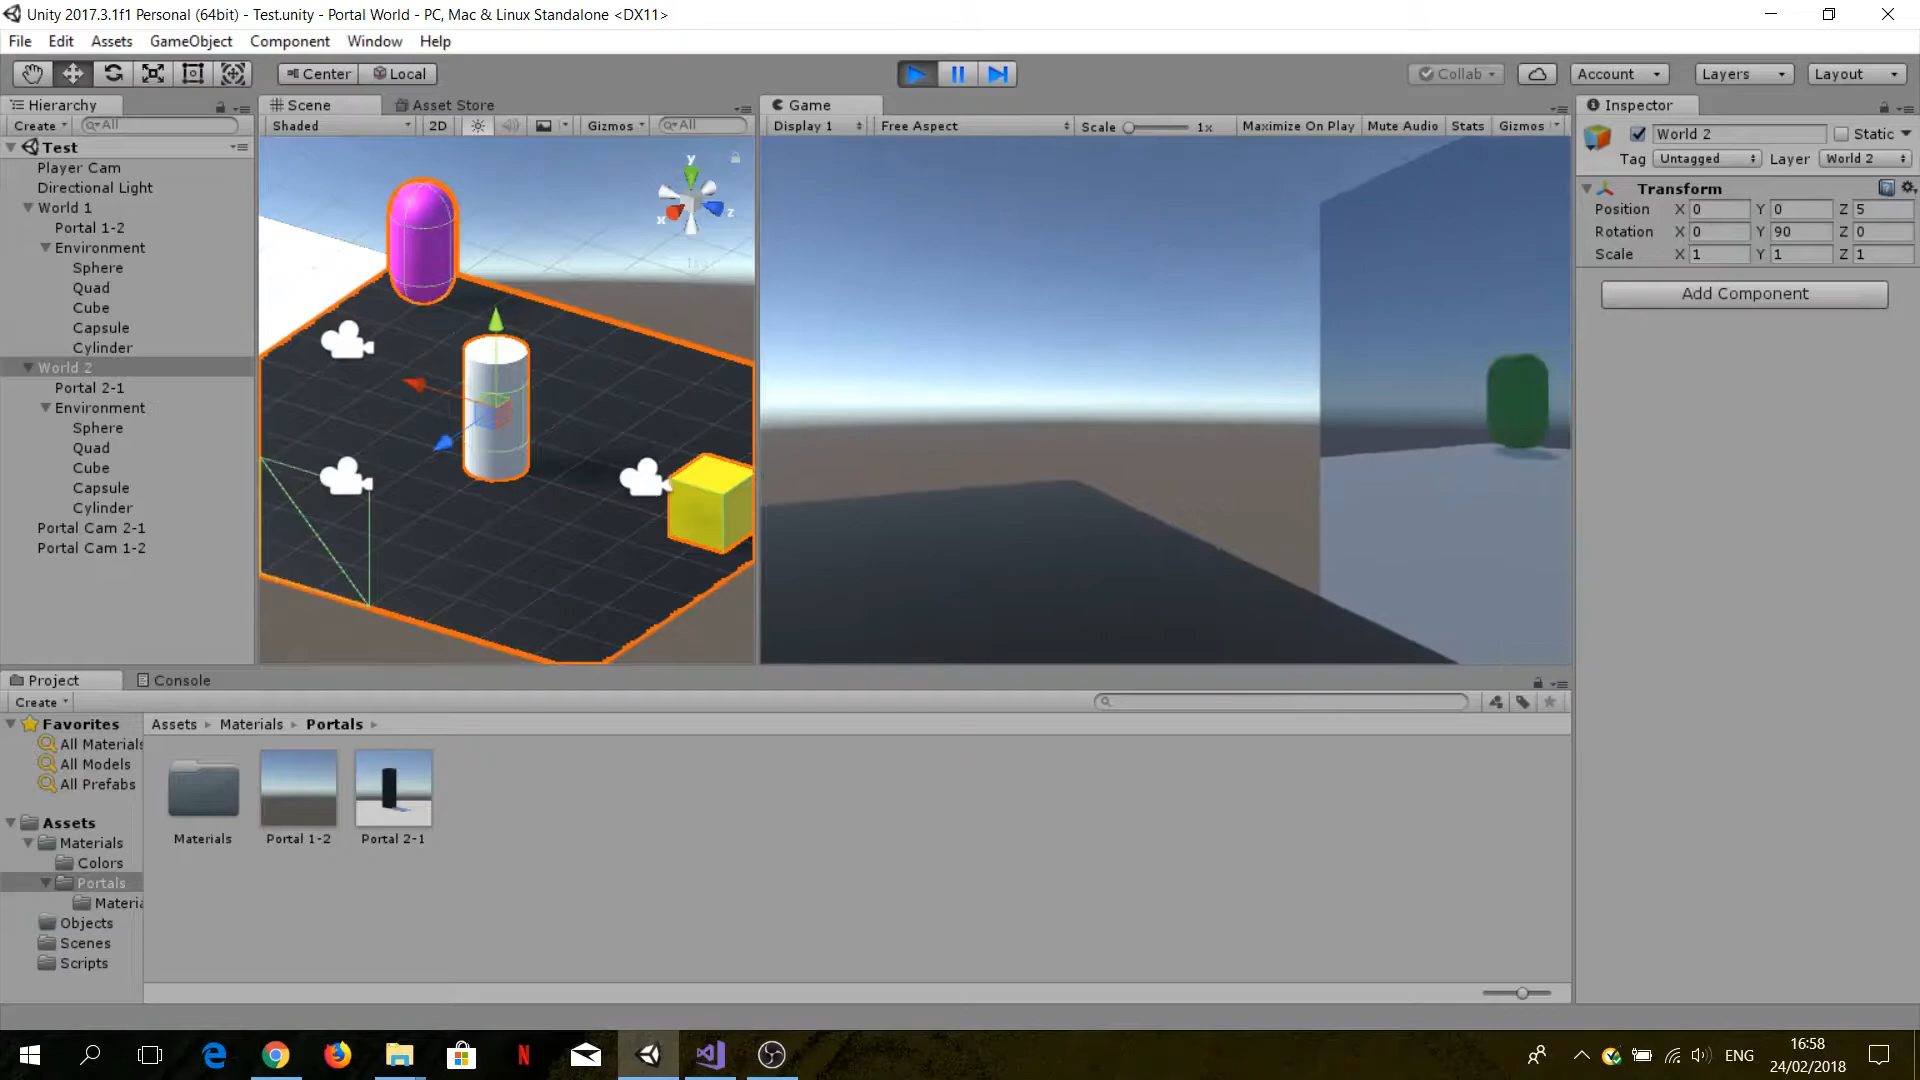 Unity 2017.3.1f1 Personal (64bit) - Test.unity - Portal World - PC, Mac & Linux Standalone <DX11>
File Edit Assets GameObject Component Window Help
Center Local Collab Account Layers Layout
Hierarchy
Create All
Test
Player Cam
Directional Light
World 1
Portal 1-2
Environment
Sphere
Quad
Cube
Capsule
Cylinder
World 2
Portal 2-1
Environment
Sphere
Quad
Cube
Capsule
Cylinder
Portal Cam 2-1
Portal Cam 1-2
Scene Asset Store
Shaded 2D Gizmos All
y
x z
Iso
Game
Display 1 Free Aspect Scale 1x Maximize On Play Mute Audio Stats Gizmos
Inspector
World 2 Static
Tag Untagged Layer World 2
Transform
Position X 0 Y 0 Z 5
Rotation X 0 Y 90 Z 0
Scale X 1 Y 1 Z 1
Add Component
Project Console
Create
Favorites
All Materials
All Models
All Prefabs
Assets
Materials
Colors
Portals
Materia
Objects
Scenes
Scripts
Assets Materials Portals
Materials Portal 1-2 Portal 2-1
ENG
16:58
24/02/2018